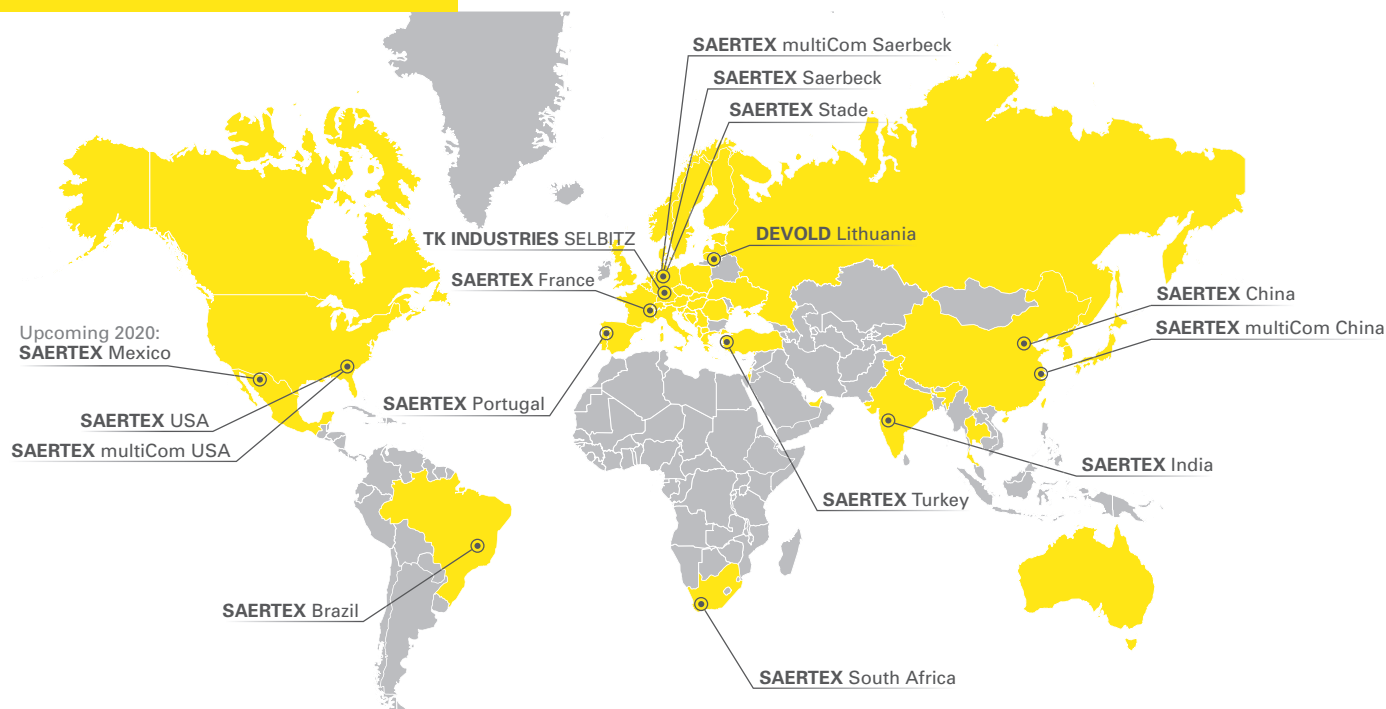 SAERTEX multiCom Saerbeck
SAERTEX Saerbeck
SAERTEX Stade
TK INDUSTRIES SELBITZ
DEVOLD Lithuania
SAERTEX France
SAERTEX China
SAERTEX multiCom China
Upcoming 2020:
SAERTEX Mexico
SAERTEX Portugal
SAERTEX USA
SAERTEX multiCom USA
SAERTEX India
SAERTEX Turkey
SAERTEX Brazil
SAERTEX South Africa